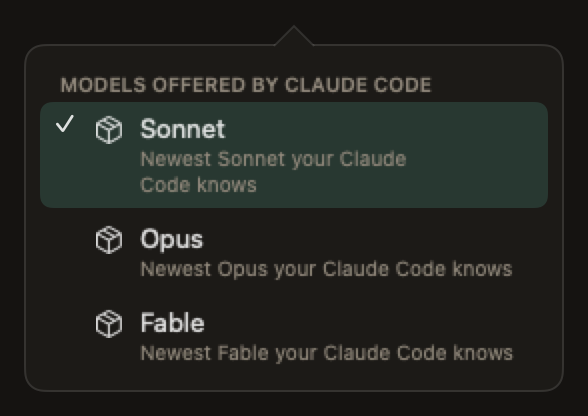 MODELS OFFERED BY CLAUDE CODE
Sonnet
Newest Sonnet your Claude
Code knows
Opus
Newest Opus your Claude Code knows
Fable
Newest Fable your Claude Code knows